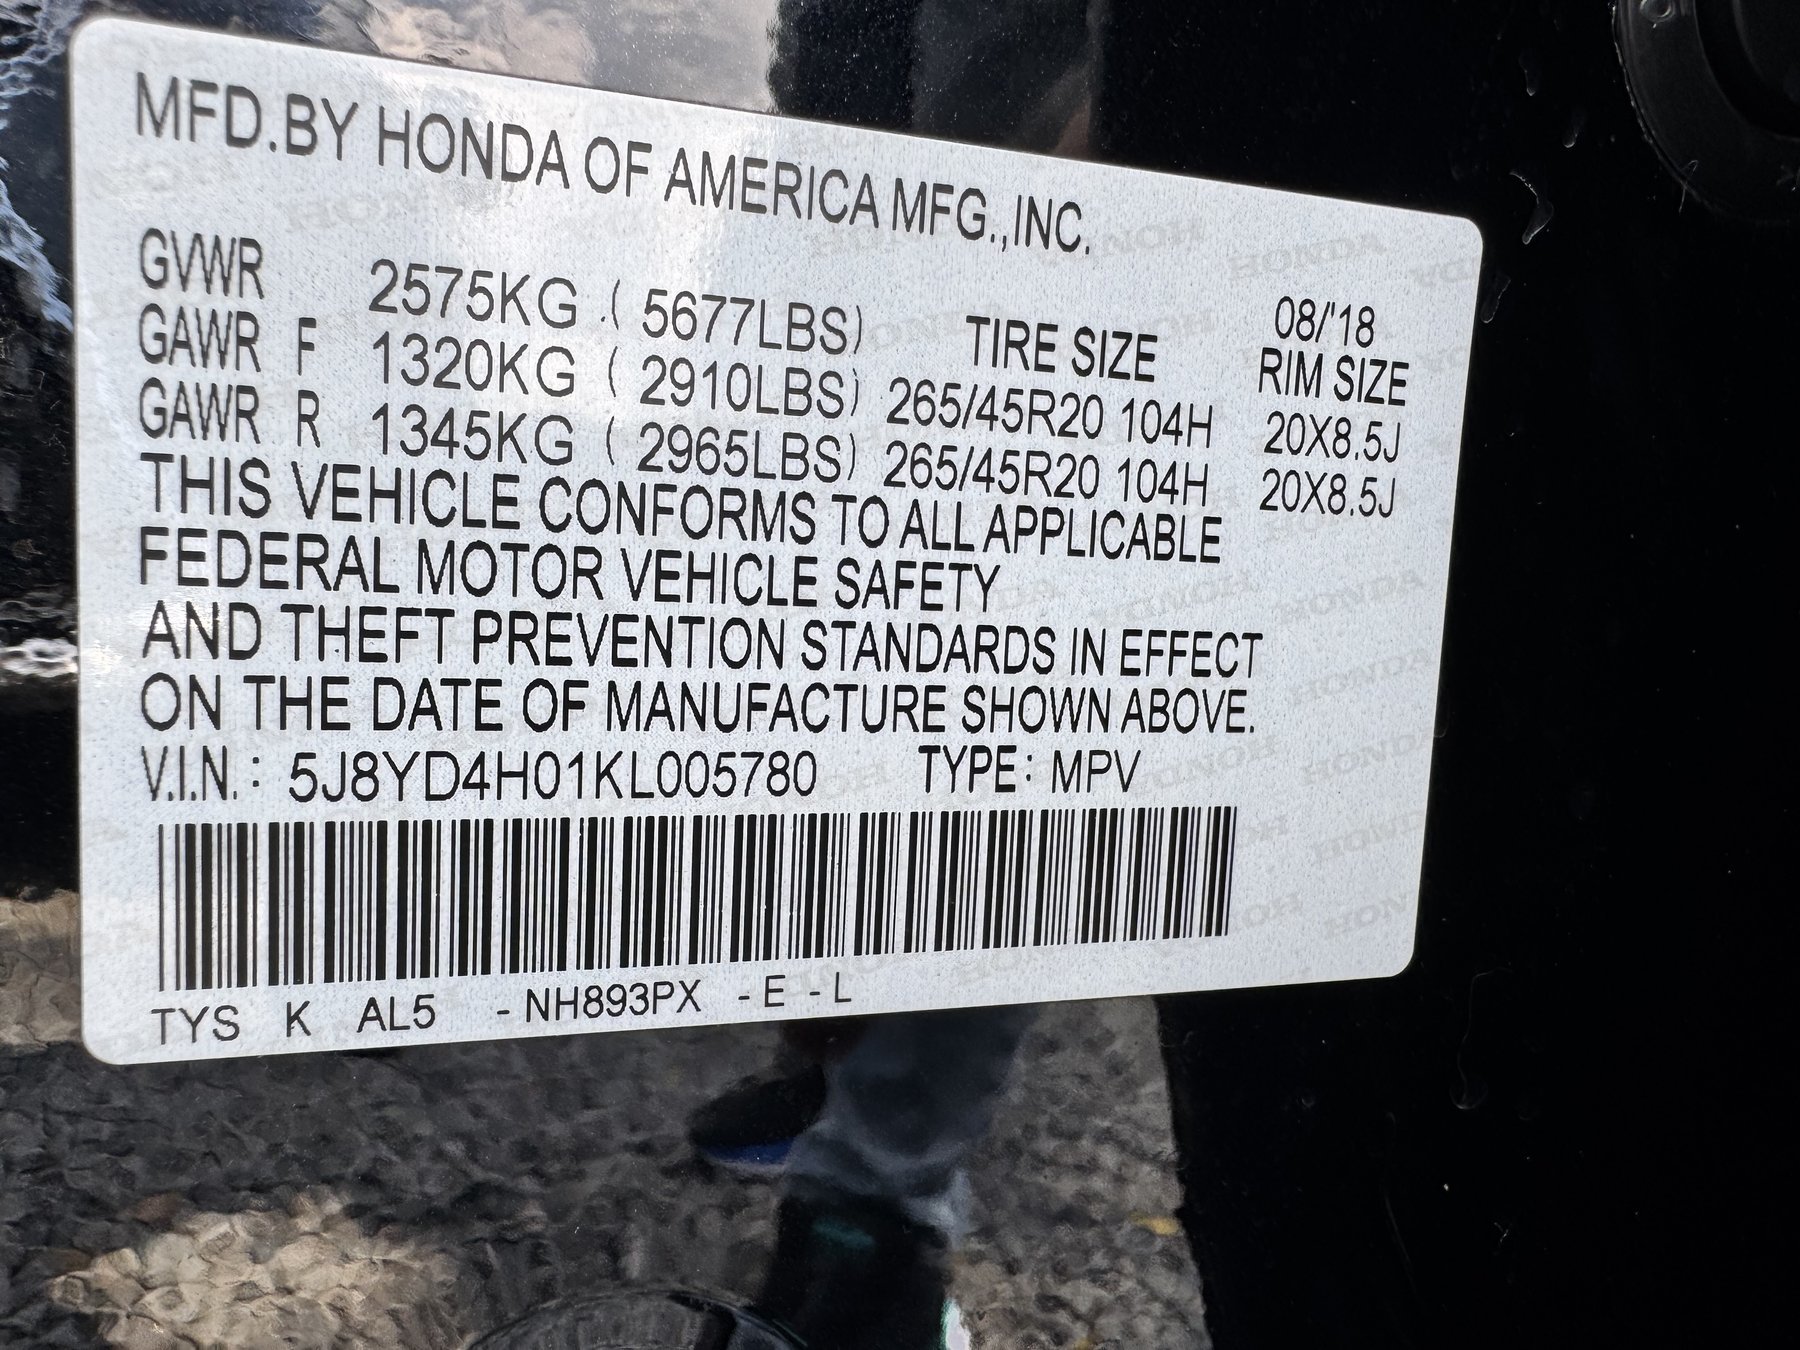 MFD.BY HONDA OF AMERICA MFG.,INC.
08/'18
GVWR 2575KG ( 5677LBS) TIRE SIZE RIM SIZE
GAWR F 1320KG ( 2910LBS) 265/45R20 104H 20X8.5J
GAWR R 1345KG ( 2965LBS) 265/45R20 104H 20X8.5J
THIS VEHICLE CONFORMS TO ALL APPLICABLE
FEDERAL MOTOR VEHICLE SAFETY
AND THEFT PREVENTION STANDARDS IN EFFECT
ON THE DATE OF MANUFACTURE SHOWN ABOVE.
V.I.N.: 5J8YD4H01KL005780 TYPE: MPV
TYS K AL5 - NH893PX - E - L